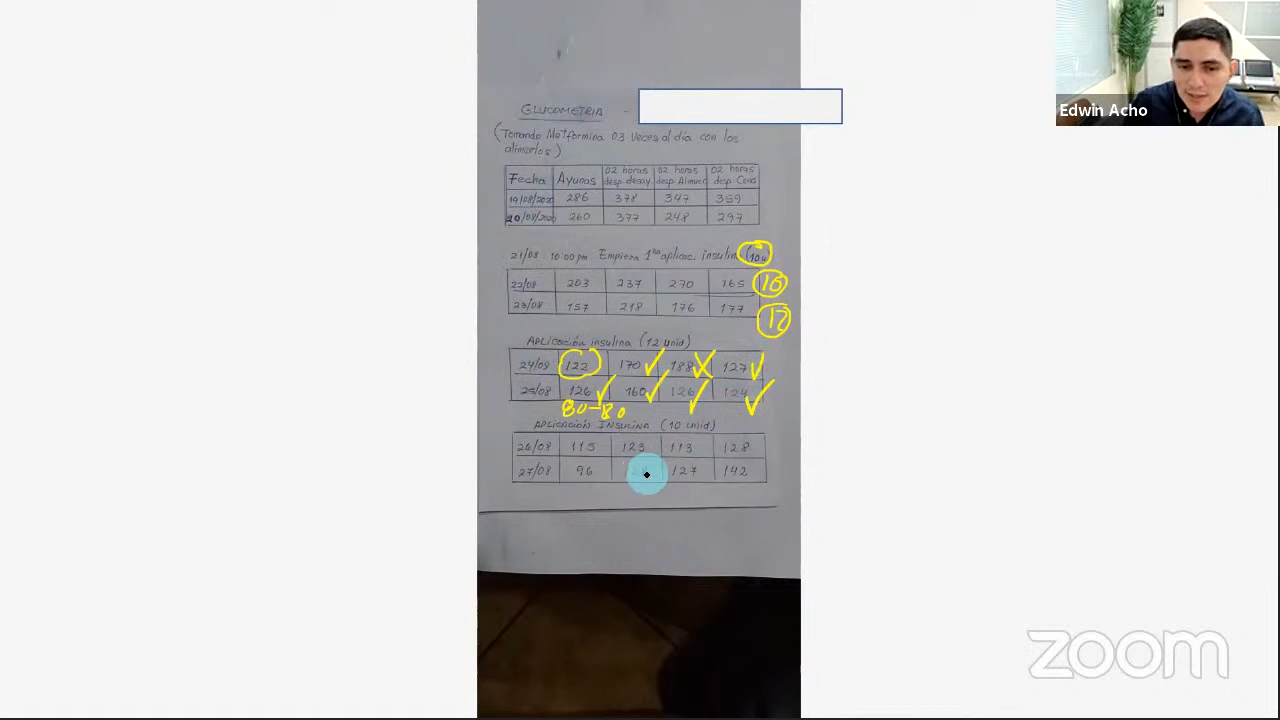 Edwin Acho
GLUCOMETRIA -
(Tomando Metformina 03 veces al dia con los
alimentos)
Fecha Ayunas 02 horas desp. desay 02 horas desp. Almuer 02 horas desp. Cena
19/08/2020 286 378 347 359
20/08/2020 260 377 248 297
21/08 10:00 pm Empieza 1ra aplicac. insulina (10u
22/08 203 237 270 165 10
23/08 157 218 176 177 12
Aplicación insulina (12 Unid)
24/08 122 170 188 127
25/08 126 160 126 124
80-80
APLICACIÓN INSULINA (10 unid)
26/08 115 123 113 128
27/08 96 127 142
zoom